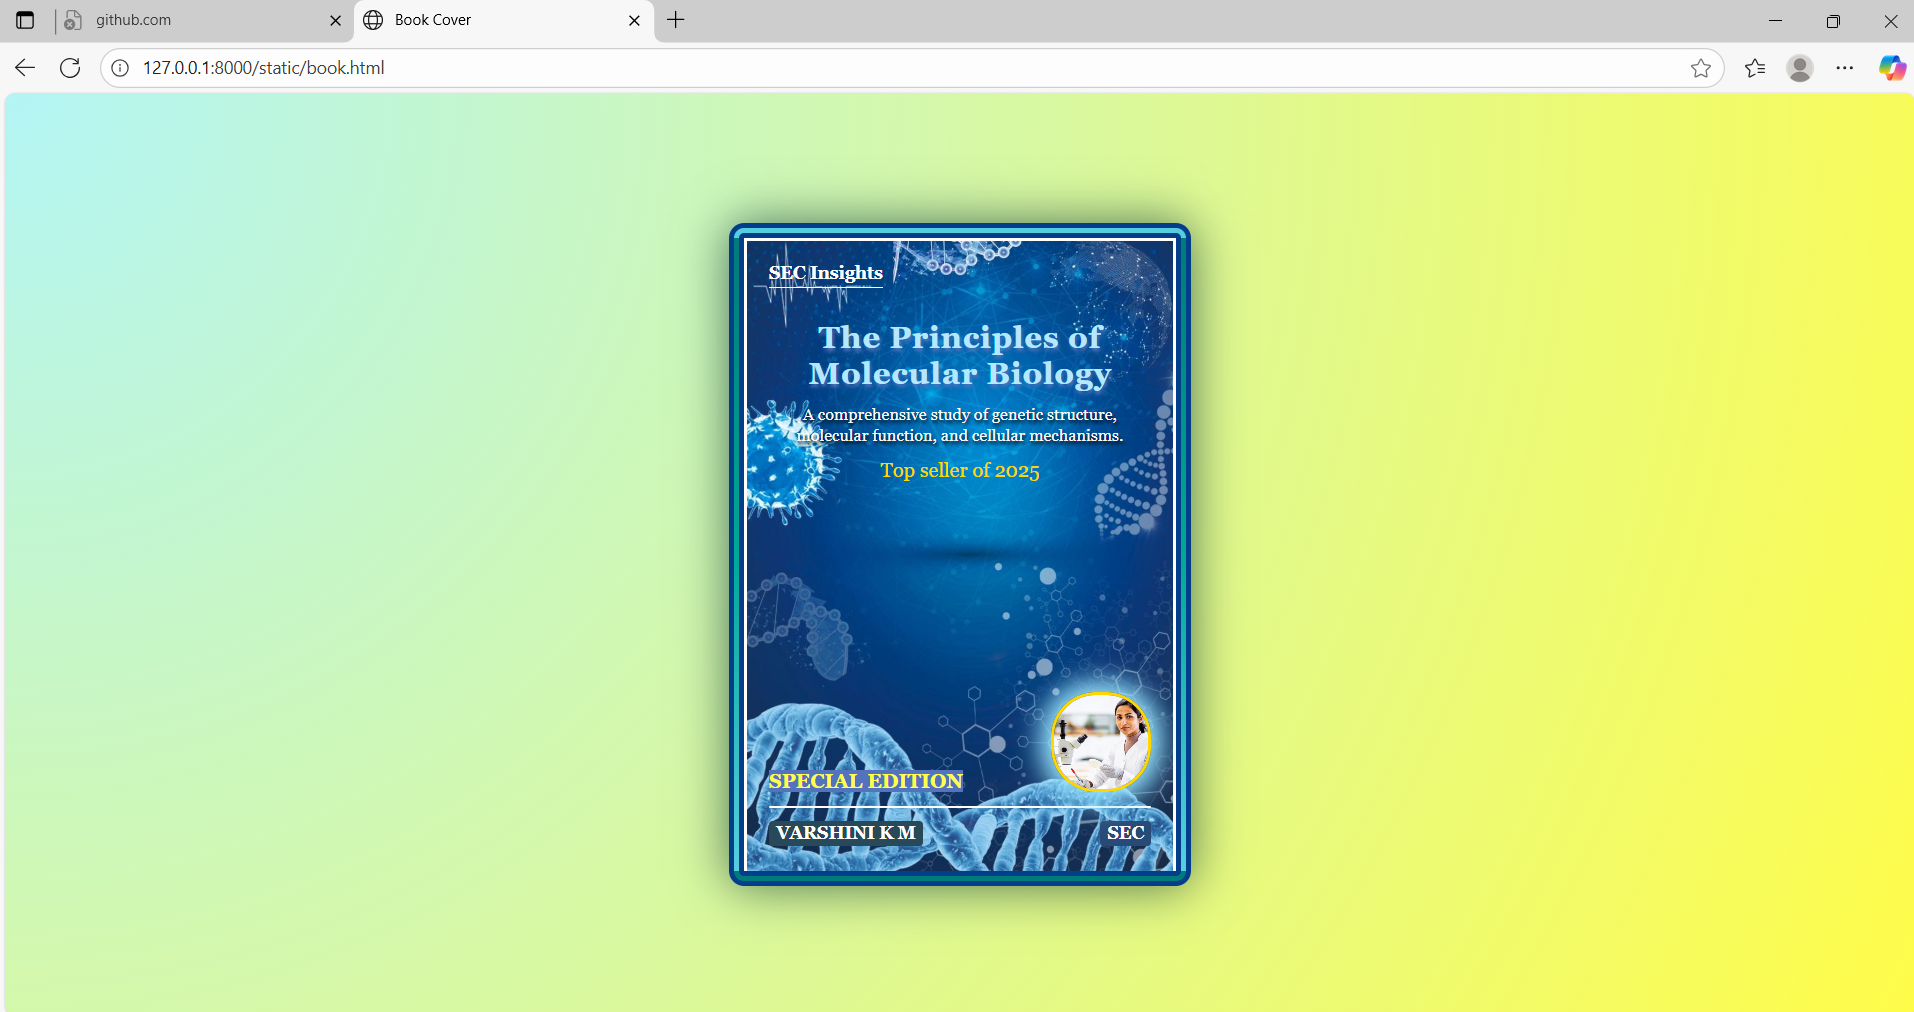 github.com
Book Cover
127.0.0.1:8000/static/book.html
SEC Insights
The Principles of
Molecular Biology
A comprehensive study of genetic structure,
molecular function, and cellular mechanisms.
Top seller of 2025
SPECIAL EDITION
VARSHINI K M
SEC